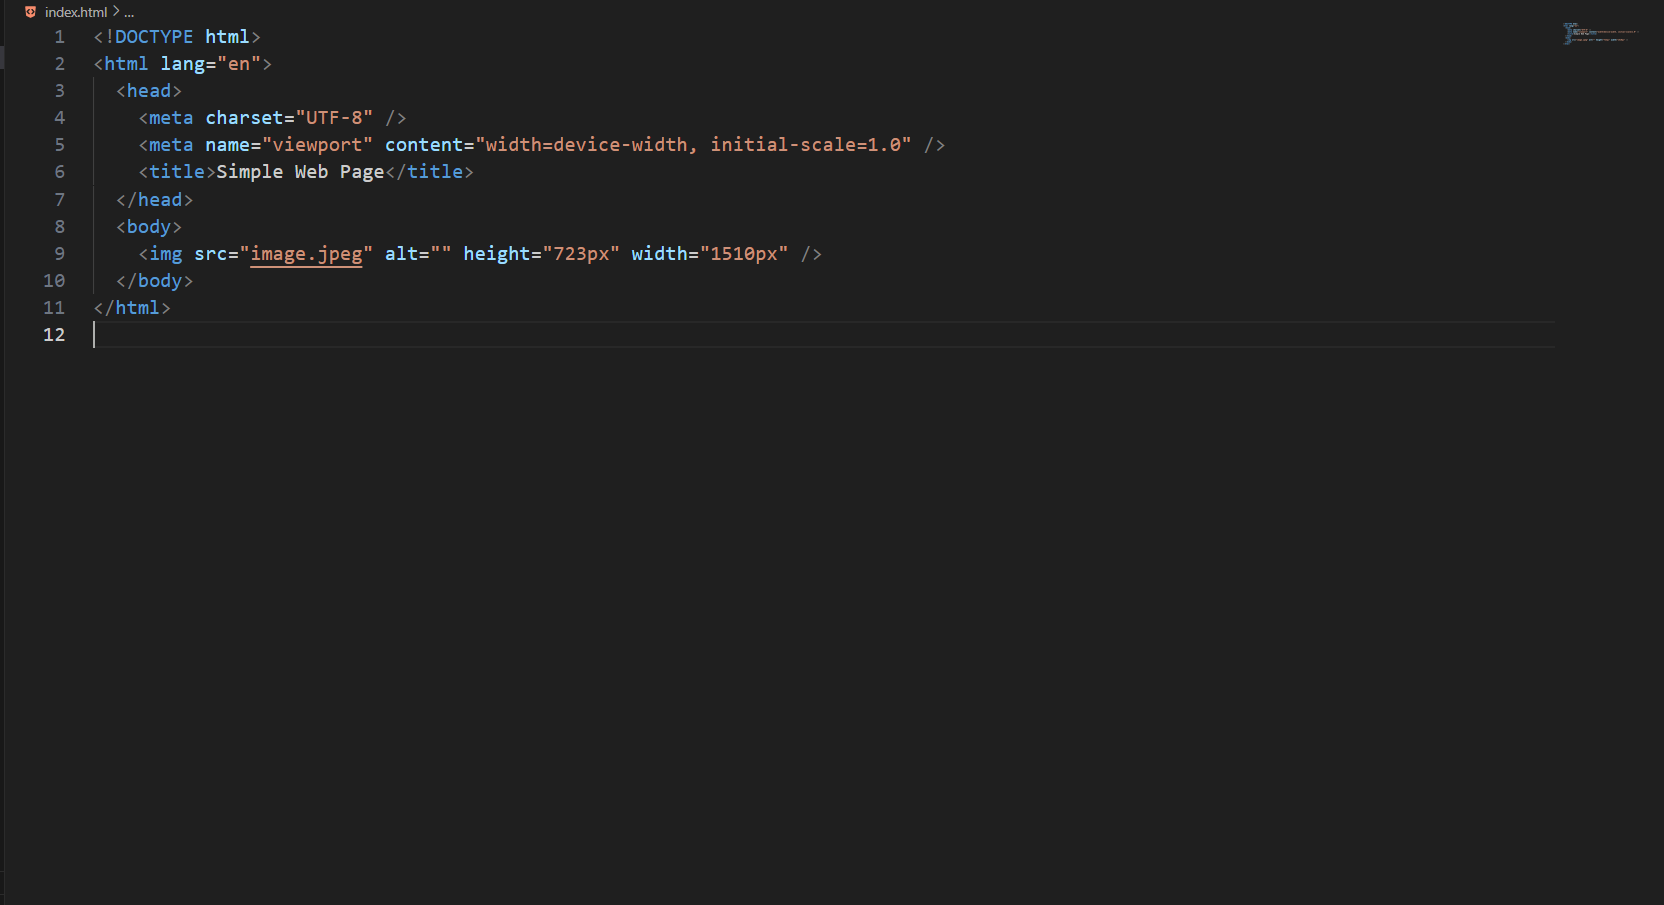 index.html > ...
1 <!DOCTYPE html>
2 <html lang="en">
3 <head>
4 <meta charset="UTF-8" />
5 <meta name="viewport" content="width=device-width, initial-scale=1.0" />
6 <title>Simple Web Page</title>
7 </head>
8 <body>
9 <img src="image.jpeg" alt="" height="723px" width="1510px" />
10 </body>
11 </html>
12